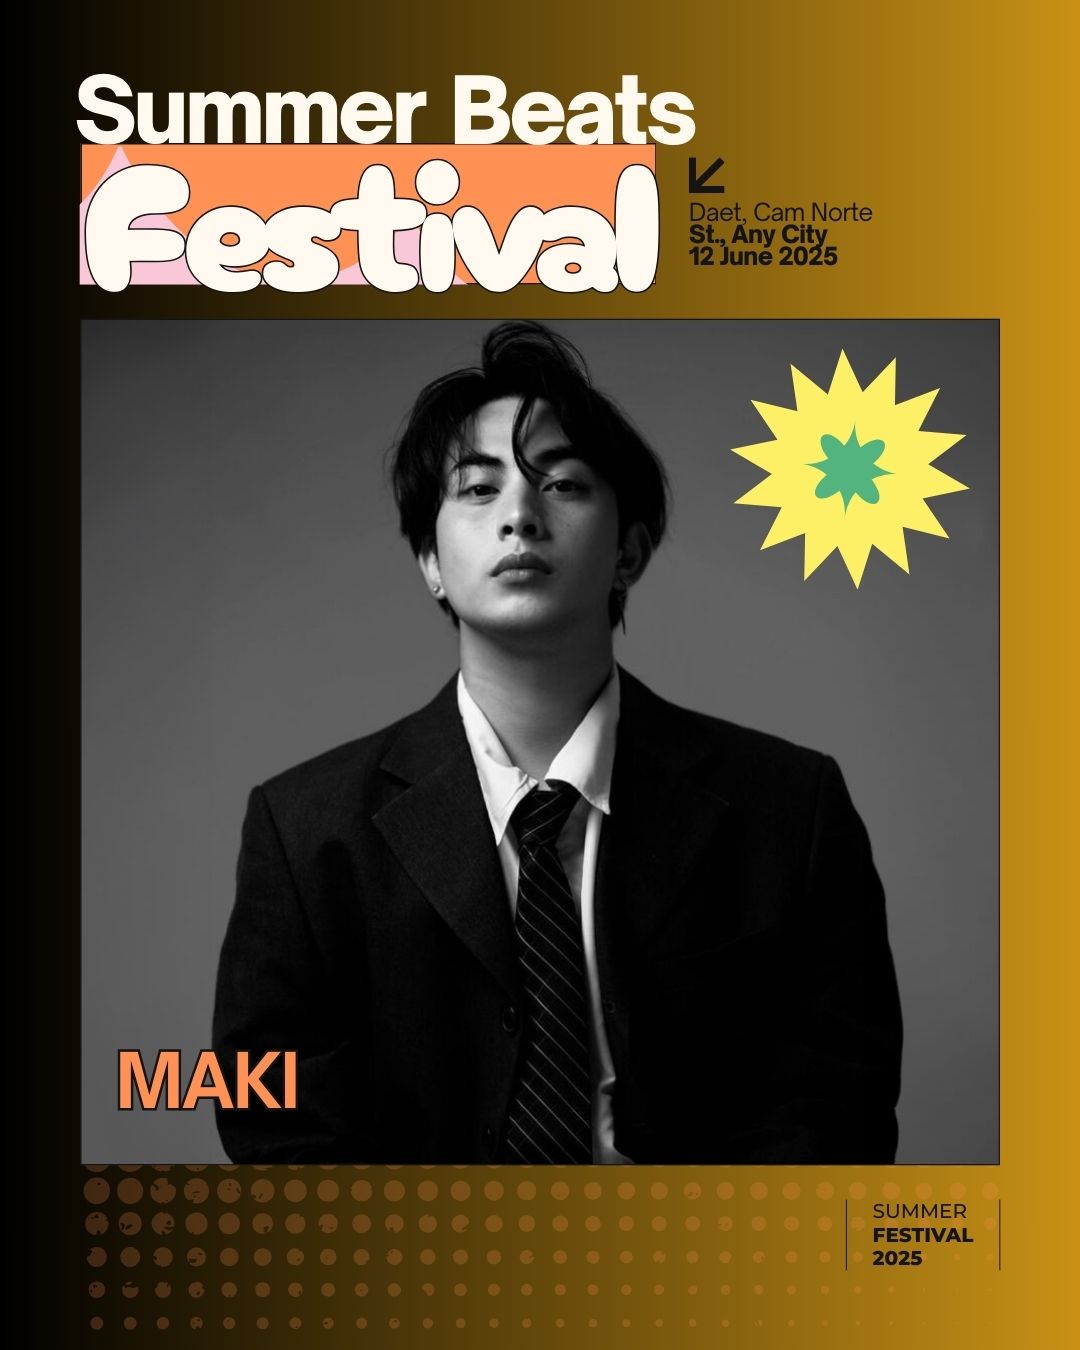 Summer Beats
Festival
Daet, Cam Norte
St., Any City
12 June 2025
MAKI
SUMMER
FESTIVAL
2025